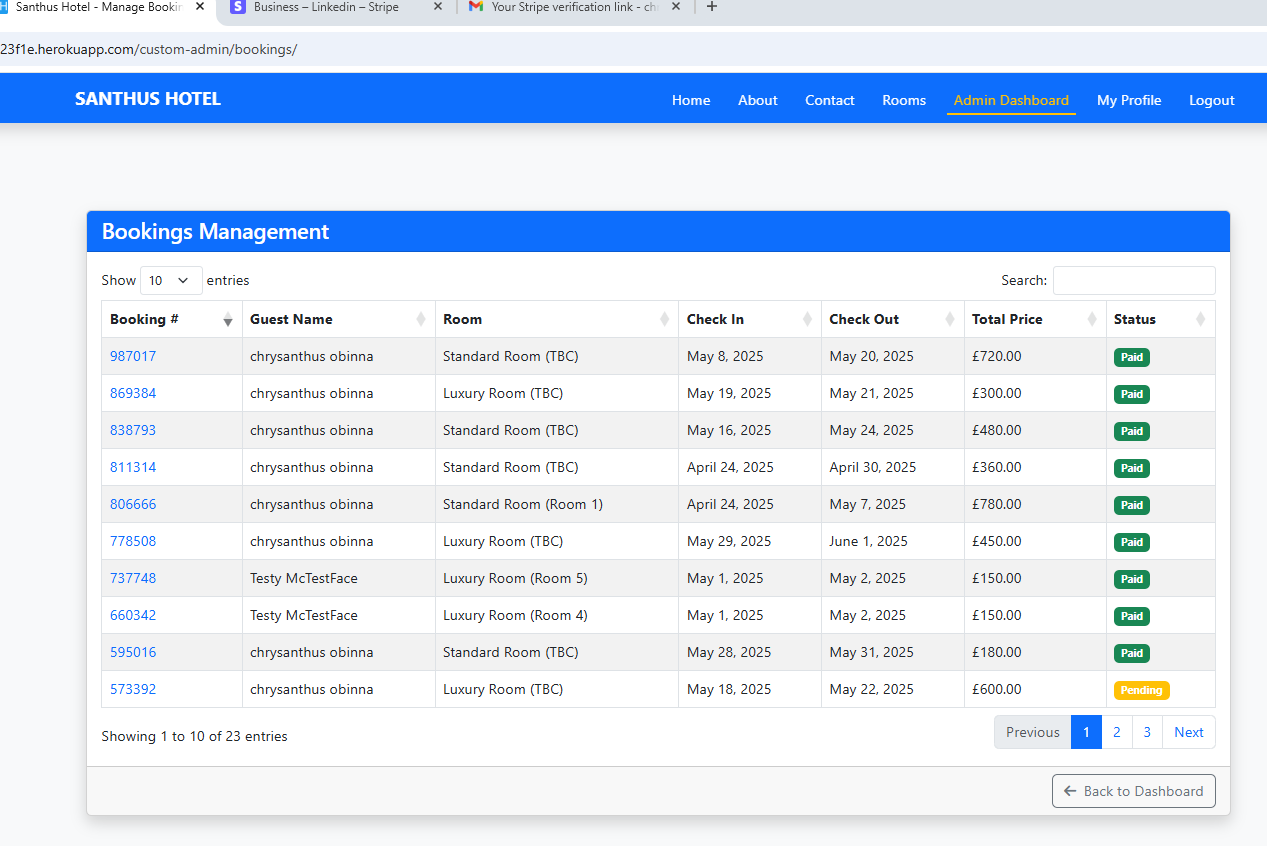 Santhus Hotel - Manage Bookin
Business – Linkedin – Stripe
Your Stripe verification link - ch
23f1e.herokuapp.com/custom-admin/bookings/
SANTHUS HOTEL
Home About Contact Rooms Admin Dashboard My Profile Logout
Bookings Management
Show 10 entries
Search:
Booking # Guest Name Room Check In Check Out Total Price Status
987017 chrysanthus obinna Standard Room (TBC) May 8, 2025 May 20, 2025 £720.00 Paid
869384 chrysanthus obinna Luxury Room (TBC) May 19, 2025 May 21, 2025 £300.00 Paid
838793 chrysanthus obinna Standard Room (TBC) May 16, 2025 May 24, 2025 £480.00 Paid
811314 chrysanthus obinna Standard Room (TBC) April 24, 2025 April 30, 2025 £360.00 Paid
806666 chrysanthus obinna Standard Room (Room 1) April 24, 2025 May 7, 2025 £780.00 Paid
778508 chrysanthus obinna Luxury Room (TBC) May 29, 2025 June 1, 2025 £450.00 Paid
737748 Testy McTestFace Luxury Room (Room 5) May 1, 2025 May 2, 2025 £150.00 Paid
660342 Testy McTestFace Luxury Room (Room 4) May 1, 2025 May 2, 2025 £150.00 Paid
595016 chrysanthus obinna Standard Room (TBC) May 28, 2025 May 31, 2025 £180.00 Paid
573392 chrysanthus obinna Luxury Room (TBC) May 18, 2025 May 22, 2025 £600.00 Pending
Showing 1 to 10 of 23 entries
Previous 1 2 3 Next
Back to Dashboard